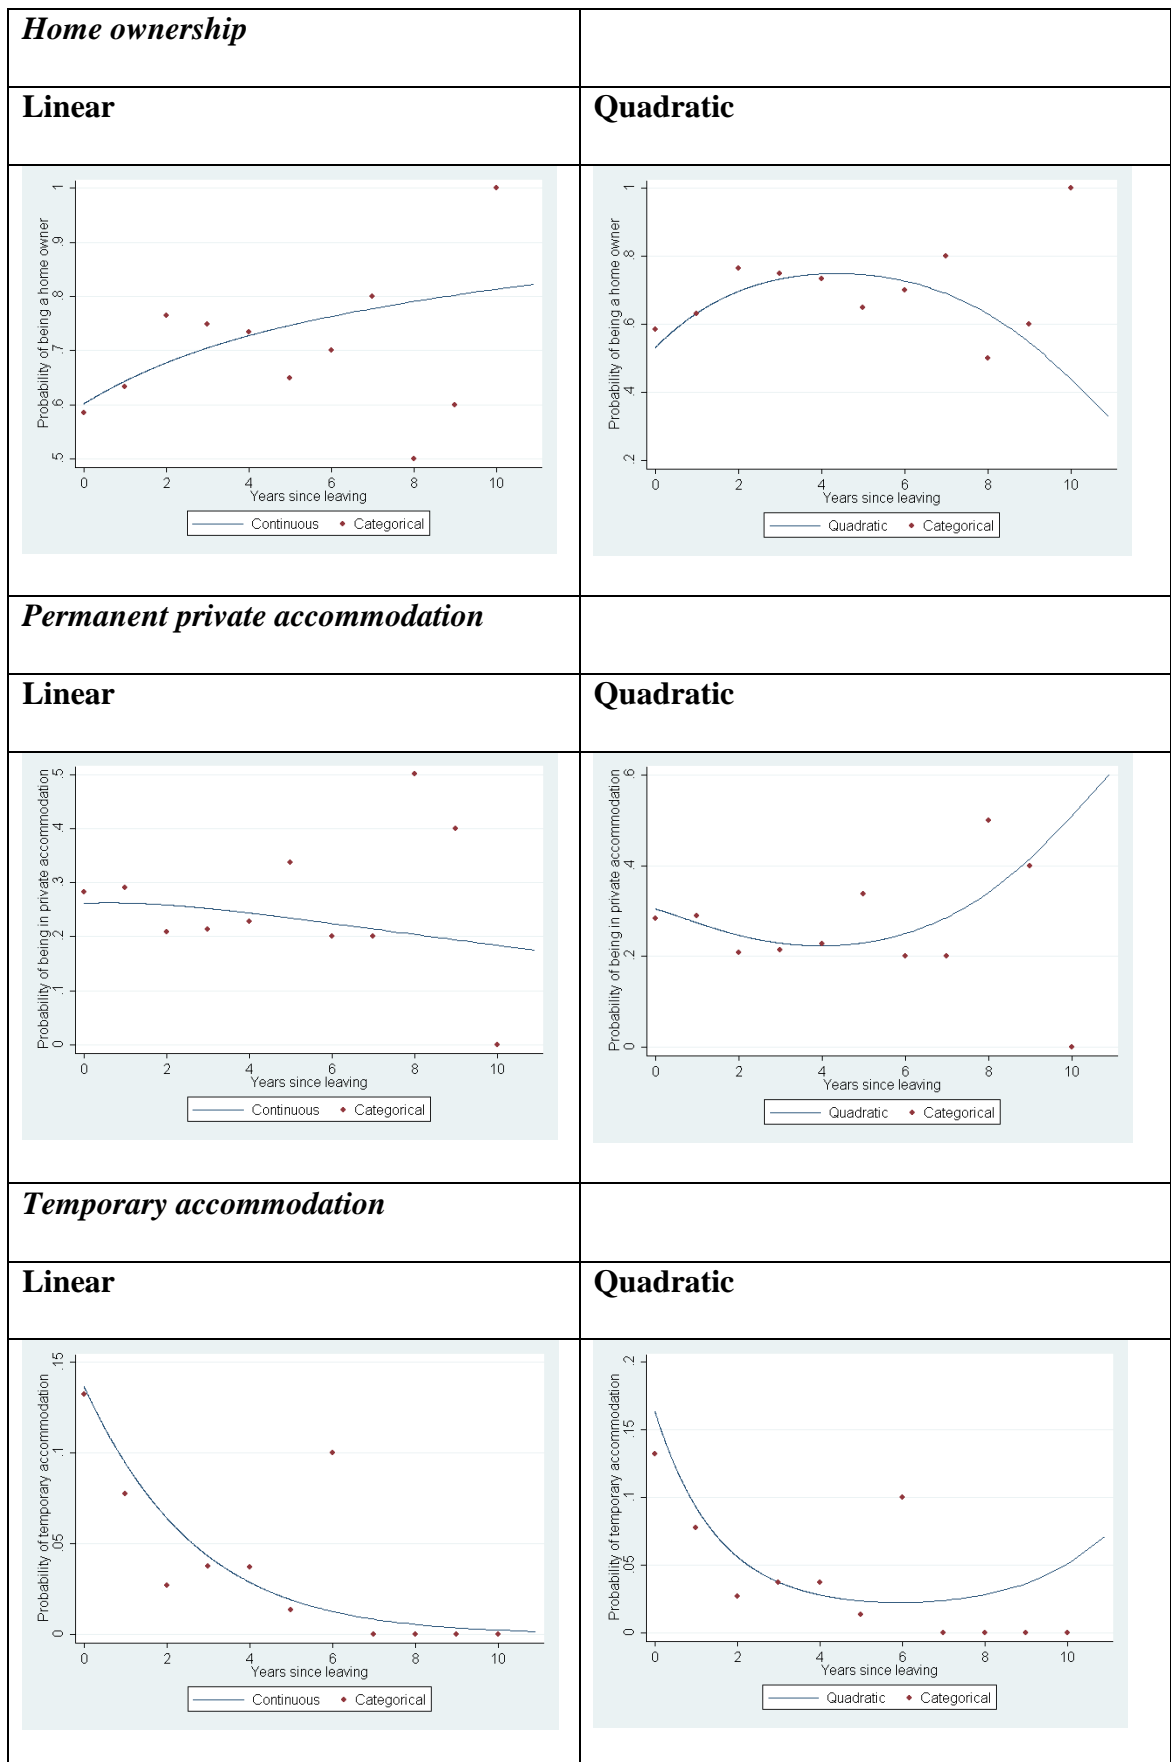 Home ownership
Linear
Quadratic
Probability of being a home owner
1
.9
.8
.7
.6
.5
0 2 4 6 8 10
Years since leaving
Continuous Categorical
Probability of being a home owner
1
.8
.6
.4
.2
0 2 4 6 8 10
Years since leaving
Quadratic Categorical
Permanent private accommodation
Linear
Quadratic
Probability of being in private accommodation
.5
.4
.3
.2
.1
0
0 2 4 6 8 10
Years since leaving
Continuous Categorical
Probability of being in private accommodation
.6
.4
.2
0
0 2 4 6 8 10
Years since leaving
Quadratic Categorical
Temporary accommodation
Linear
Quadratic
Probability of temporary accommodation
.15
.1
.05
0
0 2 4 6 8 10
Years since leaving
Continuous Categorical
Probability of temporary accommodation
.2
.15
.1
.05
0
0 2 4 6 8 10
Years since leaving
Quadratic Categorical